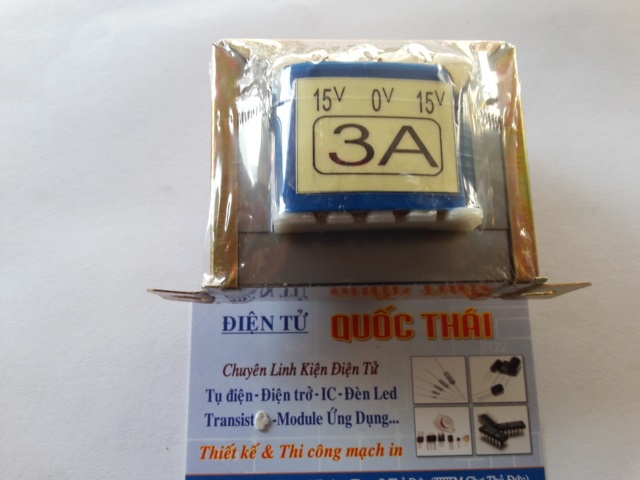 15V 0V 15V
3A
ĐIỆN TỬ QUỐC THÁI
Chuyên Linh Kiện Điện Tử
Tụ điện-Điện trở-IC-Đèn Led
Transist -Module Ứng Dụng...
Thiết kế & Thi công mạch in